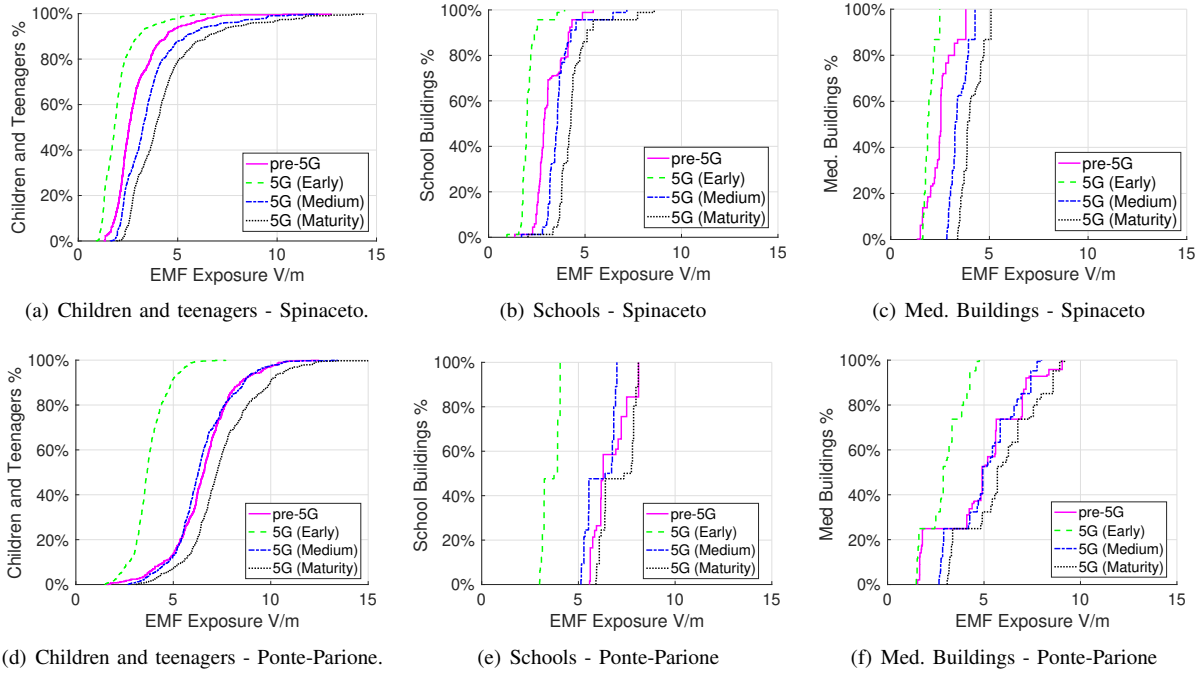 100%
80%
60%
40%
20%
0%
Children and Teenagers %
pre-5G
5G (Early)
5G (Medium)
5G (Maturity)
0 5 10 15
EMF Exposure V/m
(a) Children and teenagers - Spinaceto.
100%
80%
60%
40%
20%
0%
School Buildings %
pre-5G
5G (Early)
5G (Medium)
5G (Maturity)
0 5 10 15
EMF Exposure V/m
(b) Schools - Spinaceto
100%
80%
60%
40%
20%
0%
Med. Buildings %
pre-5G
5G (Early)
5G (Medium)
5G (Maturity)
0 5 10 15
EMF Exposure V/m
(c) Med. Buildings - Spinaceto
100%
80%
60%
40%
20%
0%
Children and Teenagers %
pre-5G
5G (Early)
5G (Medium)
5G (Maturity)
0 5 10 15
EMF Exposure V/m
(d) Children and teenagers - Ponte-Parione.
100%
80%
60%
40%
20%
0%
School Buildings %
pre-5G
5G (Early)
5G (Medium)
5G (Maturity)
0 5 10 15
EMF Exposure V/m
(e) Schools - Ponte-Parione
100%
80%
60%
40%
20%
0%
Med Buildings %
pre-5G
5G (Early)
5G (Medium)
5G (Maturity)
0 5 10 15
EMF Exposure V/m
(f) Med. Buildings - Ponte-Parione